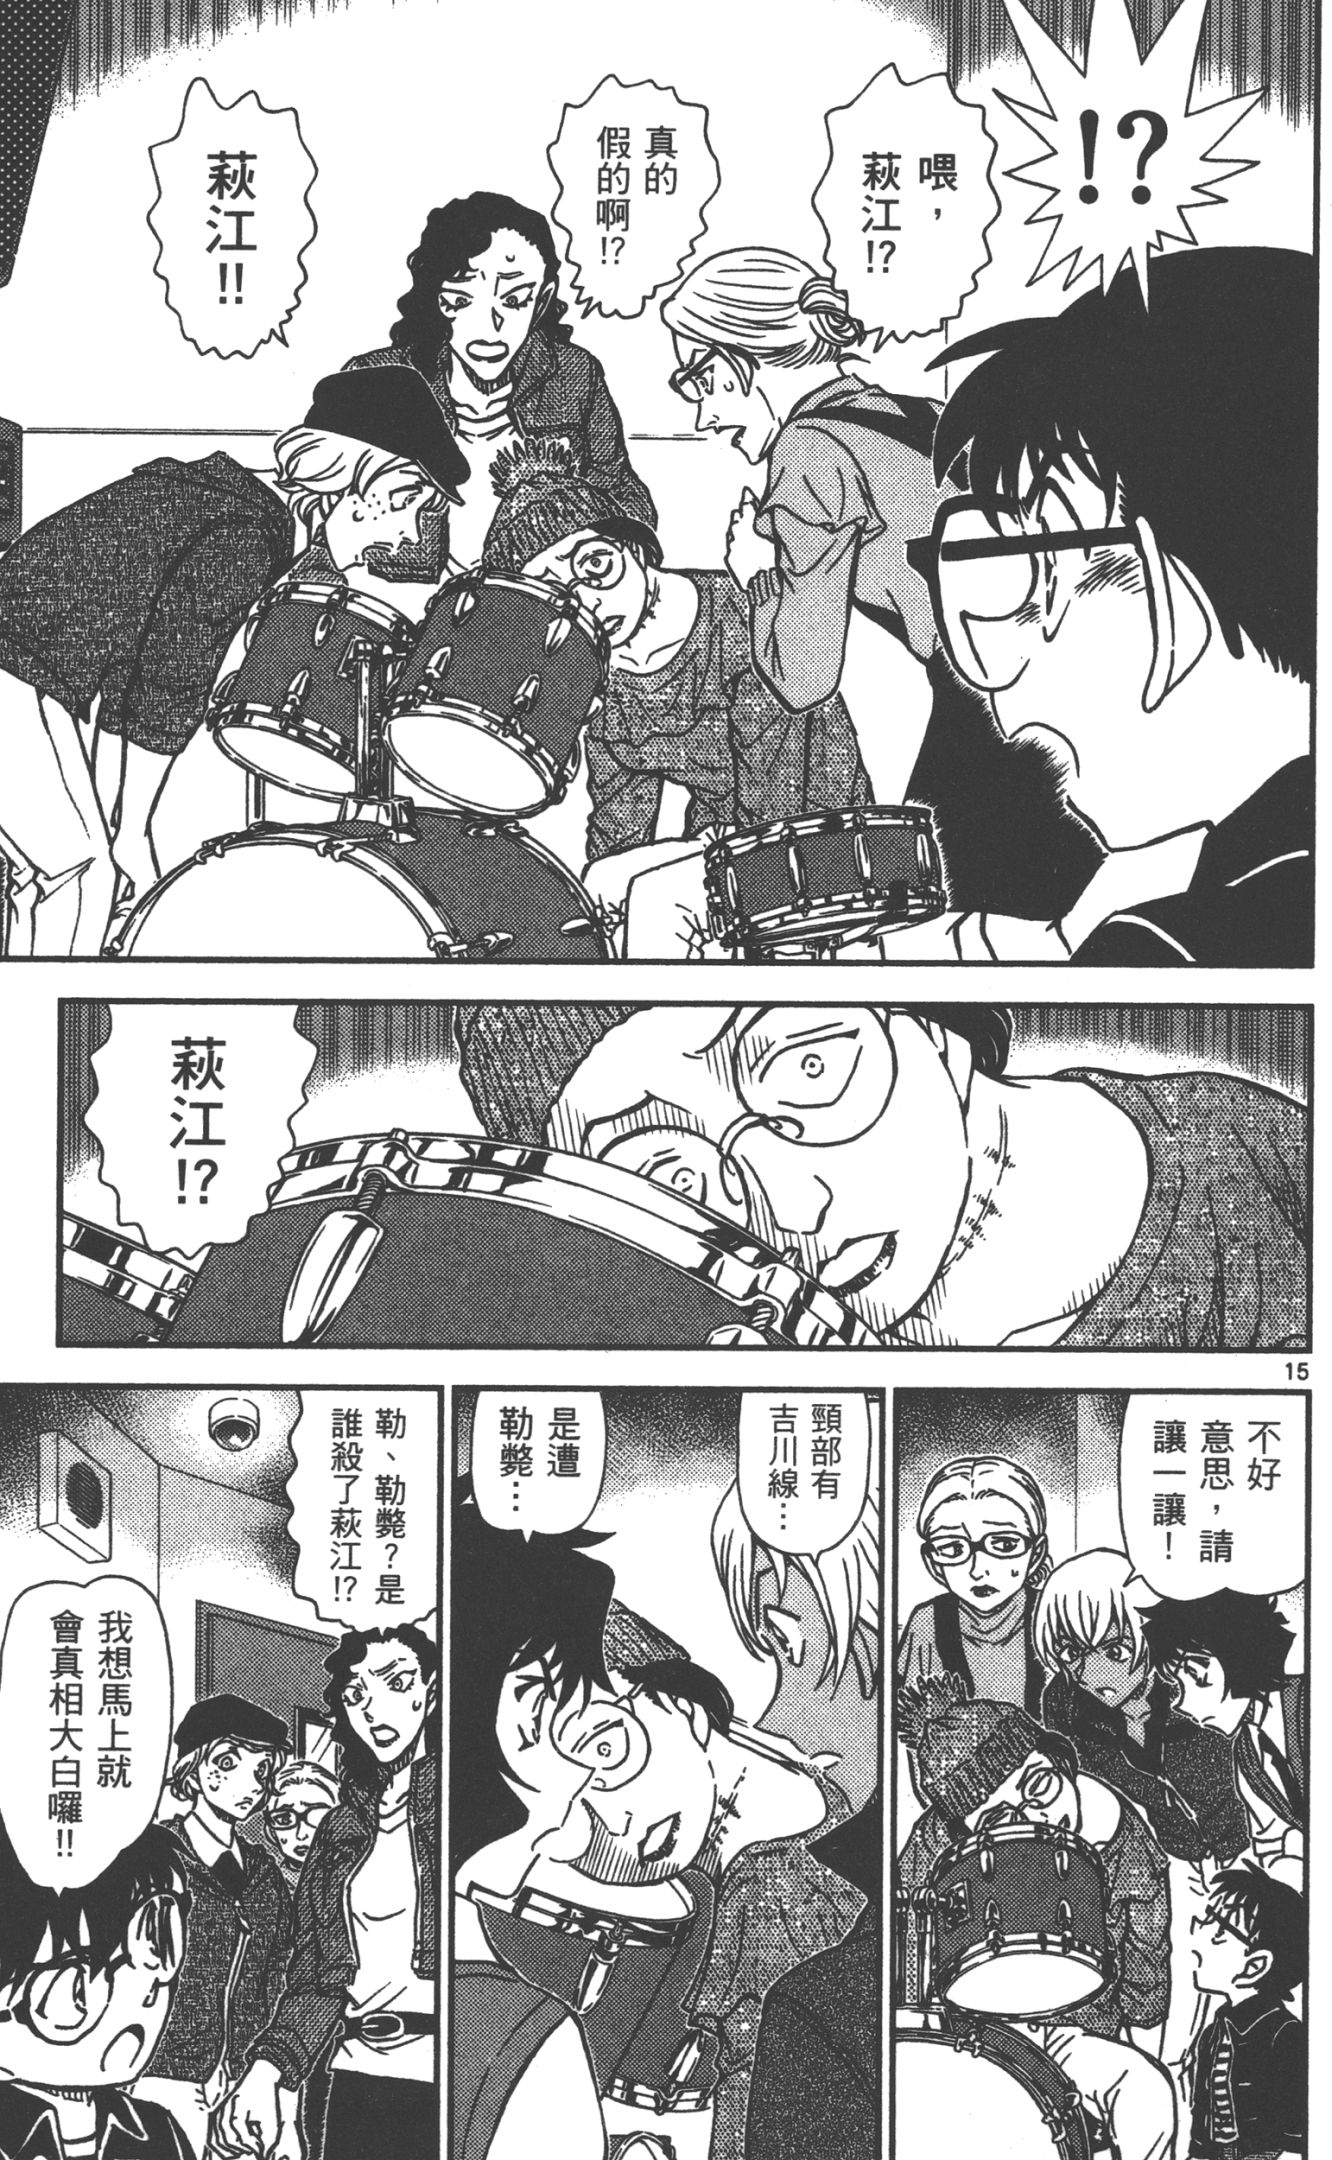 !?
喂，
萩江!?
真的
假的啊!?
萩江!!
萩江!?
15
不好
意思，請
讓一讓！
頸部有
吉川線…
是遭
勒斃…
勒、勒斃？是
誰殺了萩江!?
我想馬上就
會真相大白囉!!